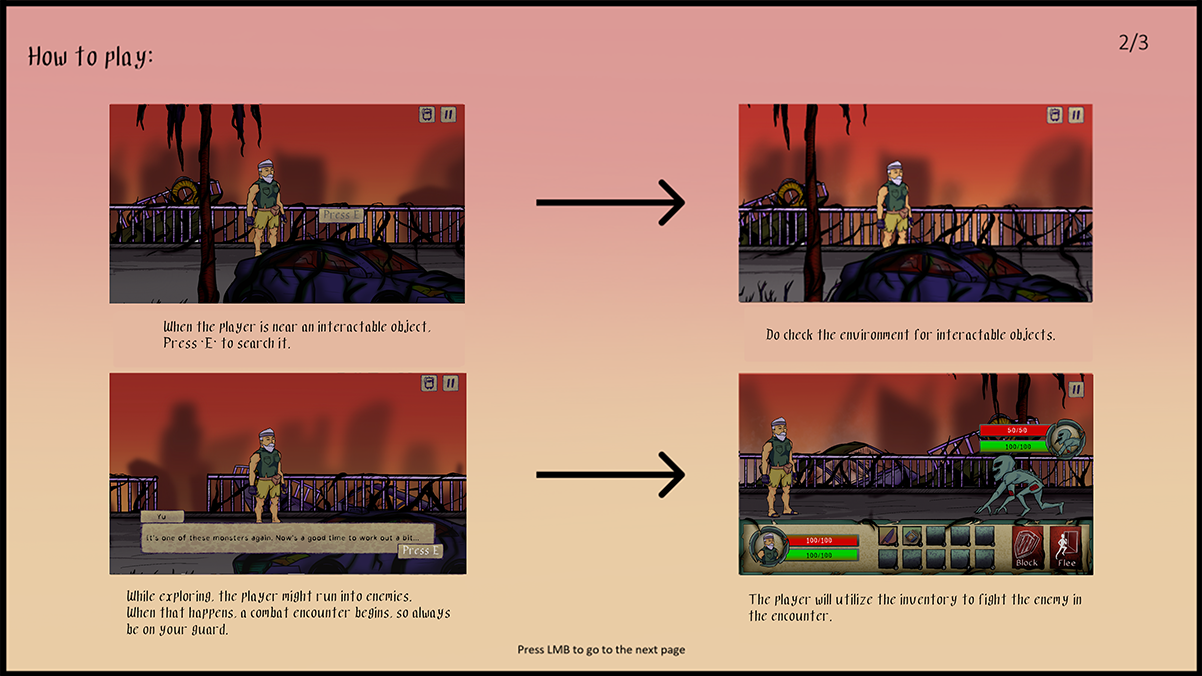 How to play:
2/3
Press E
When the player is near an interactable object,
Press 'E' to search it.
Do check the environment for interactable objects.
Yu
It's one of these monsters again. Now's a good time to work out a bit...
Press E
50/50
100/100
100/100
100/100
Block
Flee
While exploring, the player might run into enemies.
When that happens, a combat encounter begins, so always
be on your guard.
The player will utilize the inventory to fight the enemy in
the encounter.
Press LMB to go to the next page